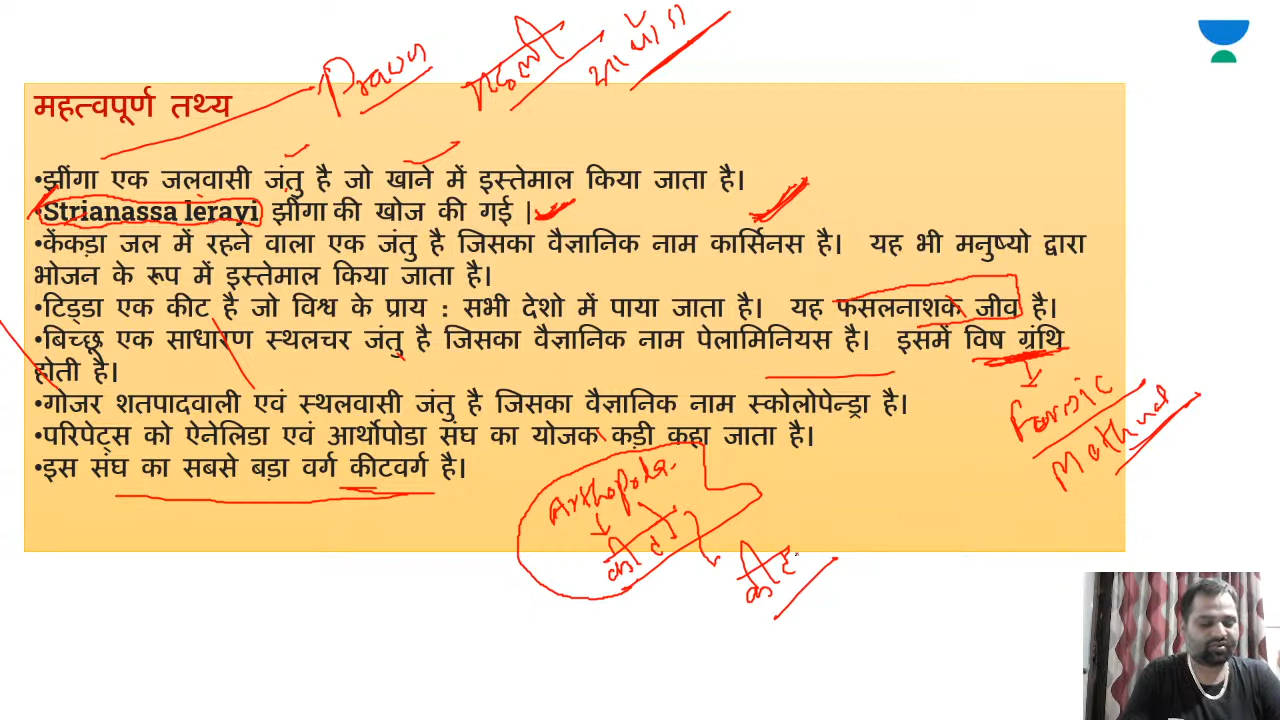 Prawn मछली
महत्वपूर्ण तथ्य
•झींगा एक जलवासी जंतु है जो खाने में इस्तेमाल किया जाता है।
•Strianassa lerayi झींगा की खोज की गई |
•केंकड़ा जल में रहने वाला एक जंतु है जिसका वैज्ञानिक नाम कार्सिनस है। यह भी मनुष्यो द्वारा
भोजन के रूप में इस्तेमाल किया जाता है।
•टिड्डा एक कीट है जो विश्व के प्राय : सभी देशो में पाया जाता है। यह फसलनाशक जीव है।
•बिच्छू एक साधारण स्थलचर जंतु है जिसका वैज्ञानिक नाम पेलामिनियस है। इसमें विष ग्रंथि
होती है।
•गोजर शतपादवाली एवं स्थलवासी जंतु है जिसका वैज्ञानिक नाम स्कोलोपेन्ड्रा है।
•परिपेट्स को ऐनेलिडा एवं आर्थोपोडा संघ का योजक कड़ी कहा जाता है।
•इस संघ का सबसे बड़ा वर्ग कीटवर्ग है।
Formic
कीटो
कीट